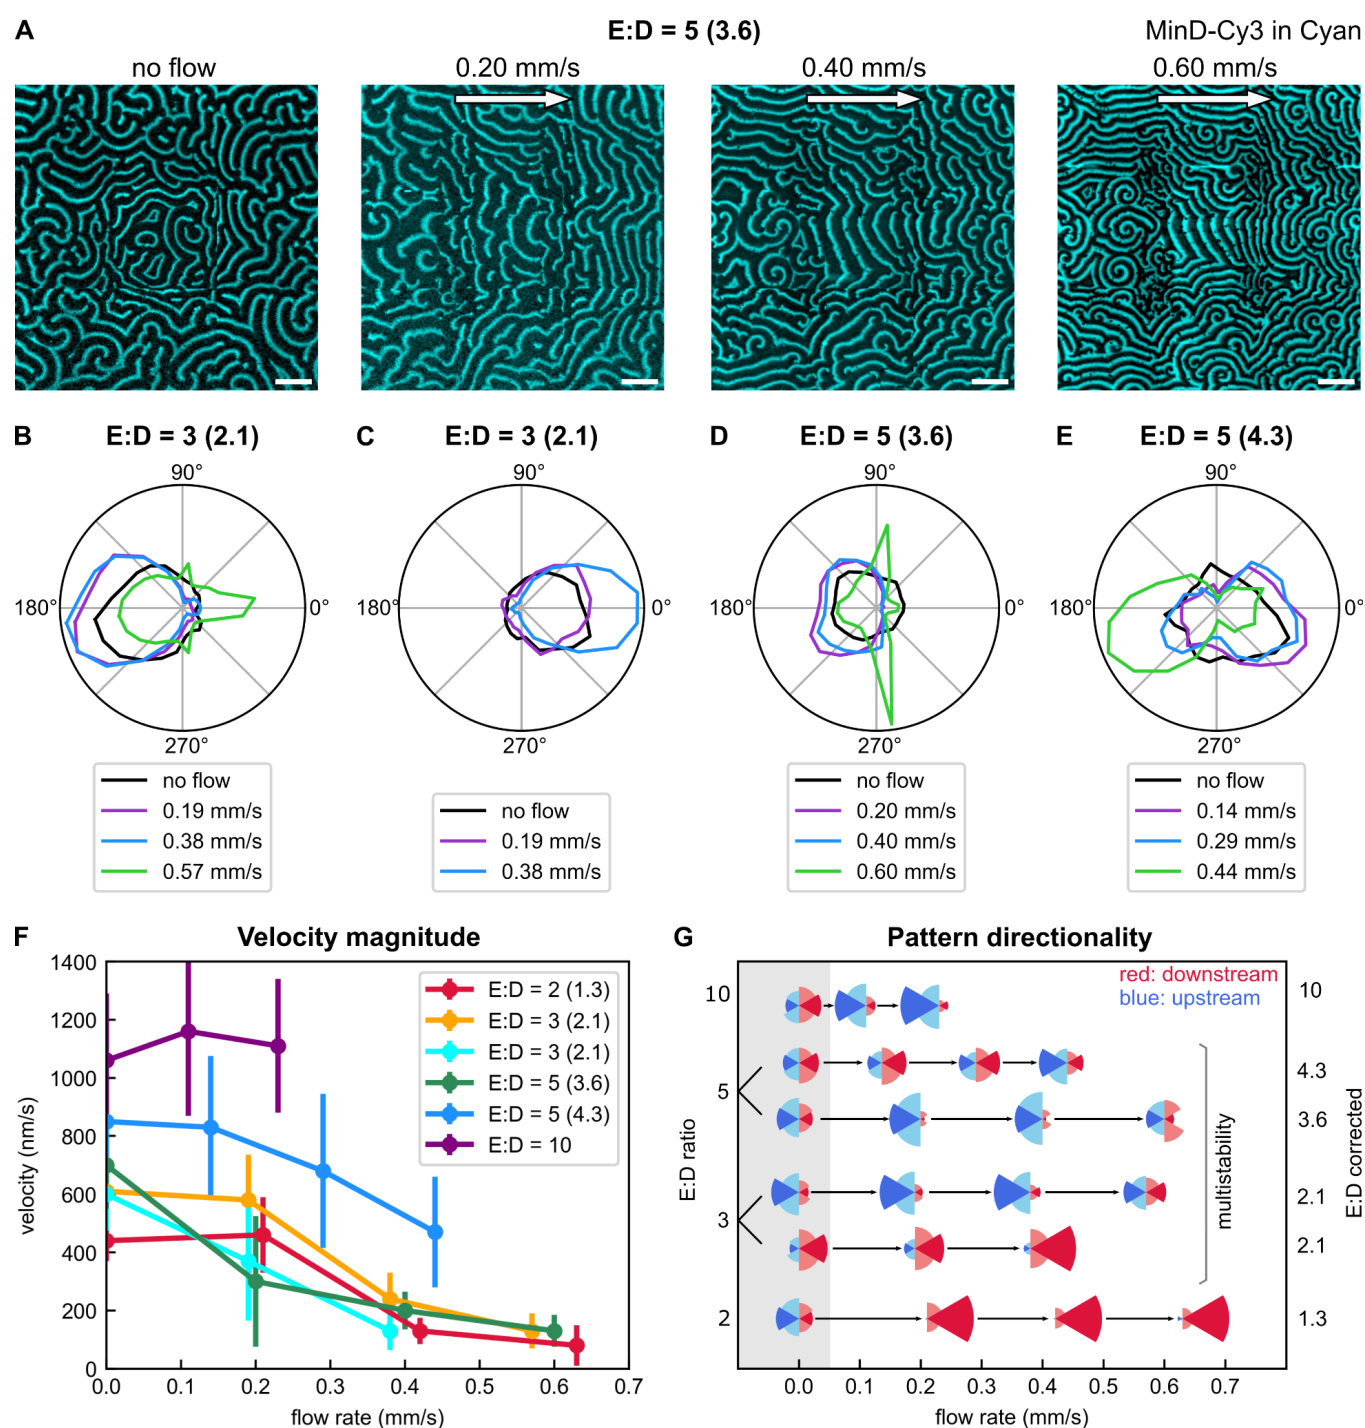 A
E:D = 5 (3.6)
MinD-Cy3 in Cyan
no flow
0.20 mm/s
0.40 mm/s
0.60 mm/s
B
E:D = 3 (2.1)
C
E:D = 3 (2.1)
D
E:D = 5 (3.6)
E
E:D = 5 (4.3)
90°
180°
0°
270°
90°
180°
0°
270°
90°
180°
0°
270°
90°
180°
0°
270°
no flow
0.19 mm/s
0.38 mm/s
0.57 mm/s
no flow
0.19 mm/s
0.38 mm/s
no flow
0.20 mm/s
0.40 mm/s
0.60 mm/s
no flow
0.14 mm/s
0.29 mm/s
0.44 mm/s
F
Velocity magnitude
velocity (nm/s)
1400
1200
1000
800
600
400
200
0
E:D = 2 (1.3)
E:D = 3 (2.1)
E:D = 3 (2.1)
E:D = 5 (3.6)
E:D = 5 (4.3)
E:D = 10
0.0
0.1
0.2
0.3
0.4
0.5
0.6
0.7
flow rate (mm/s)
G
Pattern directionality
red: downstream
blue: upstream
E:D ratio
10
5
3
2
multistability
10
4.3
3.6
2.1
2.1
1.3
E:D corrected
0.0
0.1
0.2
0.3
0.4
0.5
0.6
0.7
flow rate (mm/s)